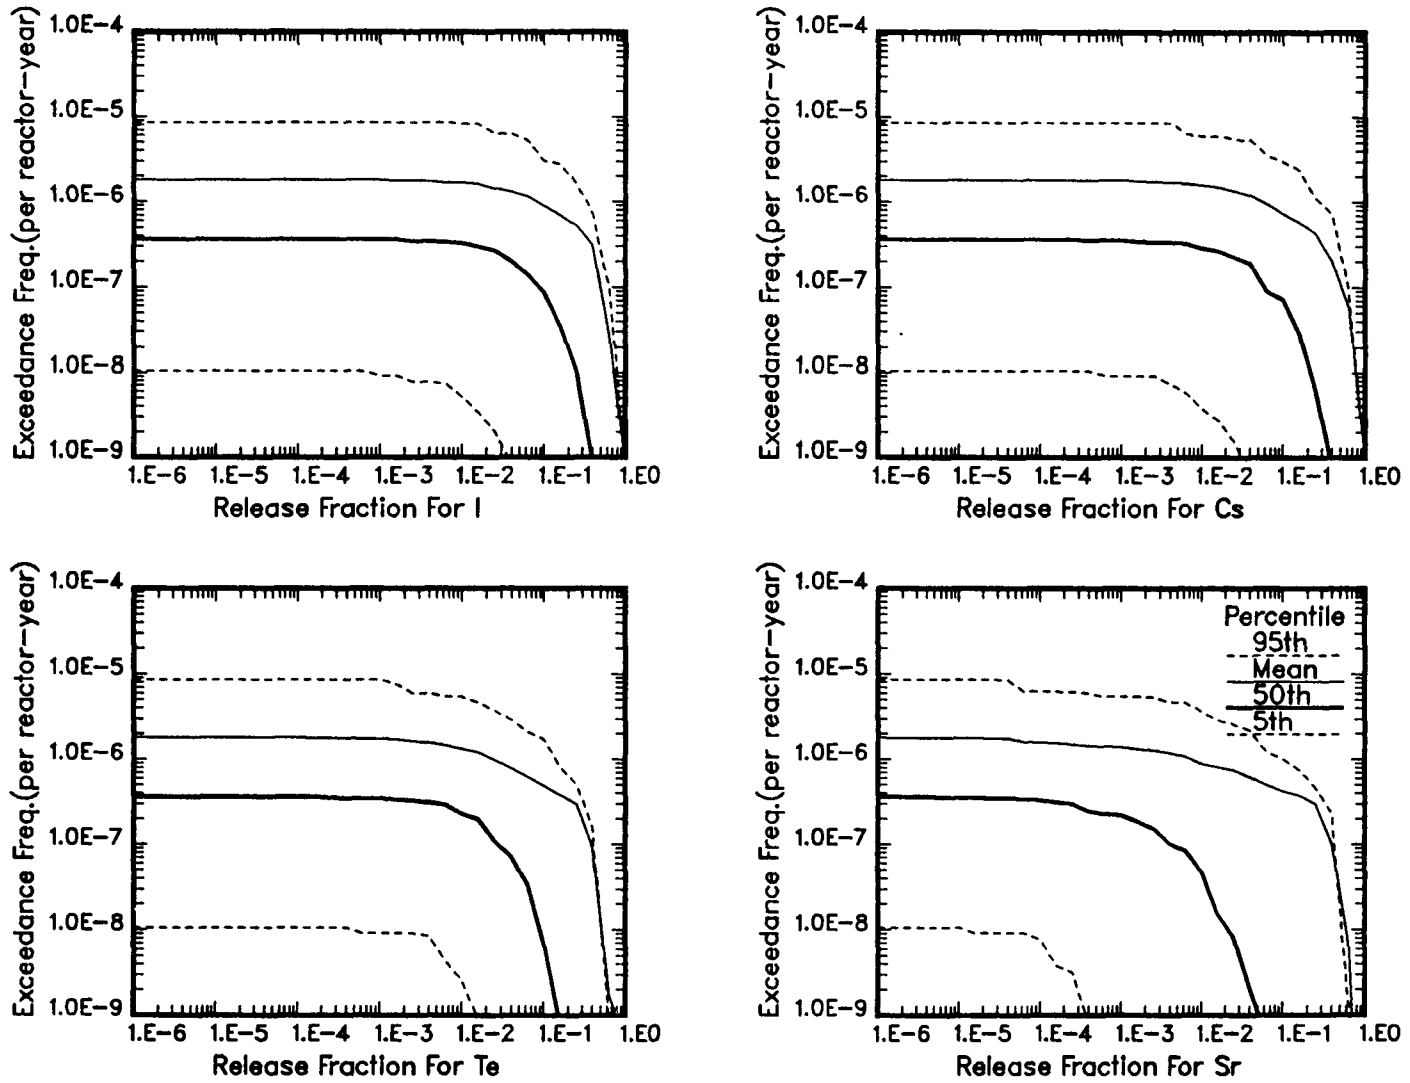 Exceedance Freq.(per reactor-year)
1.0E-4
1.0E-5
1.0E-6
1.0E-7
1.0E-8
1.0E-9
1.E-6 1.E-5 1.E-4 1.E-3 1.E-2 1.E-1 1.E0
Release Fraction For I
Exceedance Freq.(per reactor-year)
1.0E-4
1.0E-5
1.0E-6
1.0E-7
1.0E-8
1.0E-9
1.E-6 1.E-5 1.E-4 1.E-3 1.E-2 1.E-1 1.E0
Release Fraction For Cs
Exceedance Freq.(per reactor-year)
1.0E-4
1.0E-5
1.0E-6
1.0E-7
1.0E-8
1.0E-9
1.E-6 1.E-5 1.E-4 1.E-3 1.E-2 1.E-1 1.E0
Release Fraction For Te
Exceedance Freq.(per reactor-year)
1.0E-4
1.0E-5
1.0E-6
1.0E-7
1.0E-8
1.0E-9
Percentile
95th
Mean
50th
5th
1.E-6 1.E-5 1.E-4 1.E-3 1.E-2 1.E-1 1.E0
Release Fraction For Sr